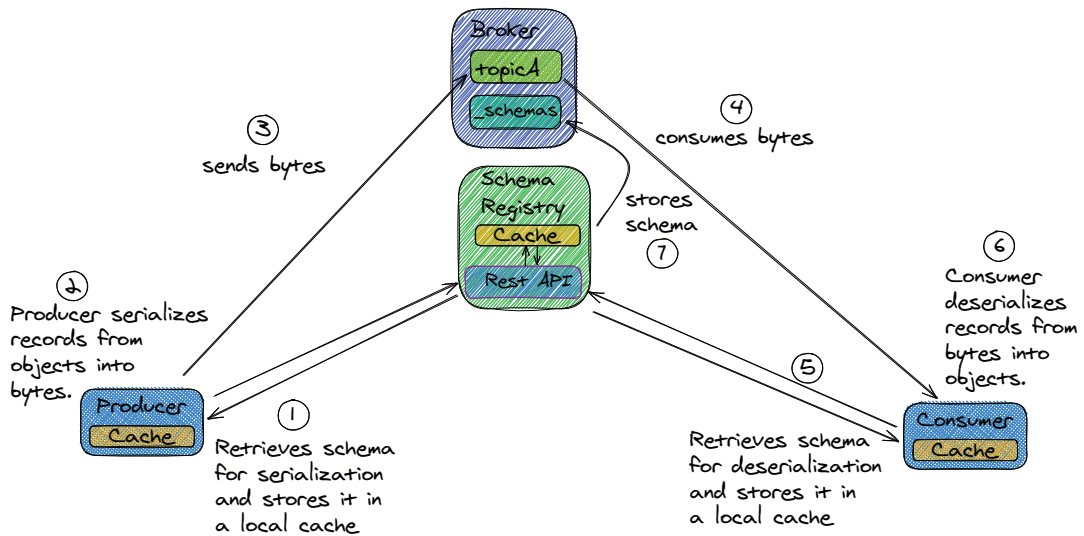 Broker
topicA
_schemas
3
sends bytes
4
consumes bytes
Schema
Registry
Cache
Rest API
stores
schema
7
2
Producer serializes
records from
objects into
bytes.
6
Consumer
deserializes
records from
bytes into
objects.
Producer
Cache
1
Retrieves schema
for serialization
and stores it in
a local cache
5
Retrieves schema
for deserialization
and stores it in
a local cache
Consumer
Cache